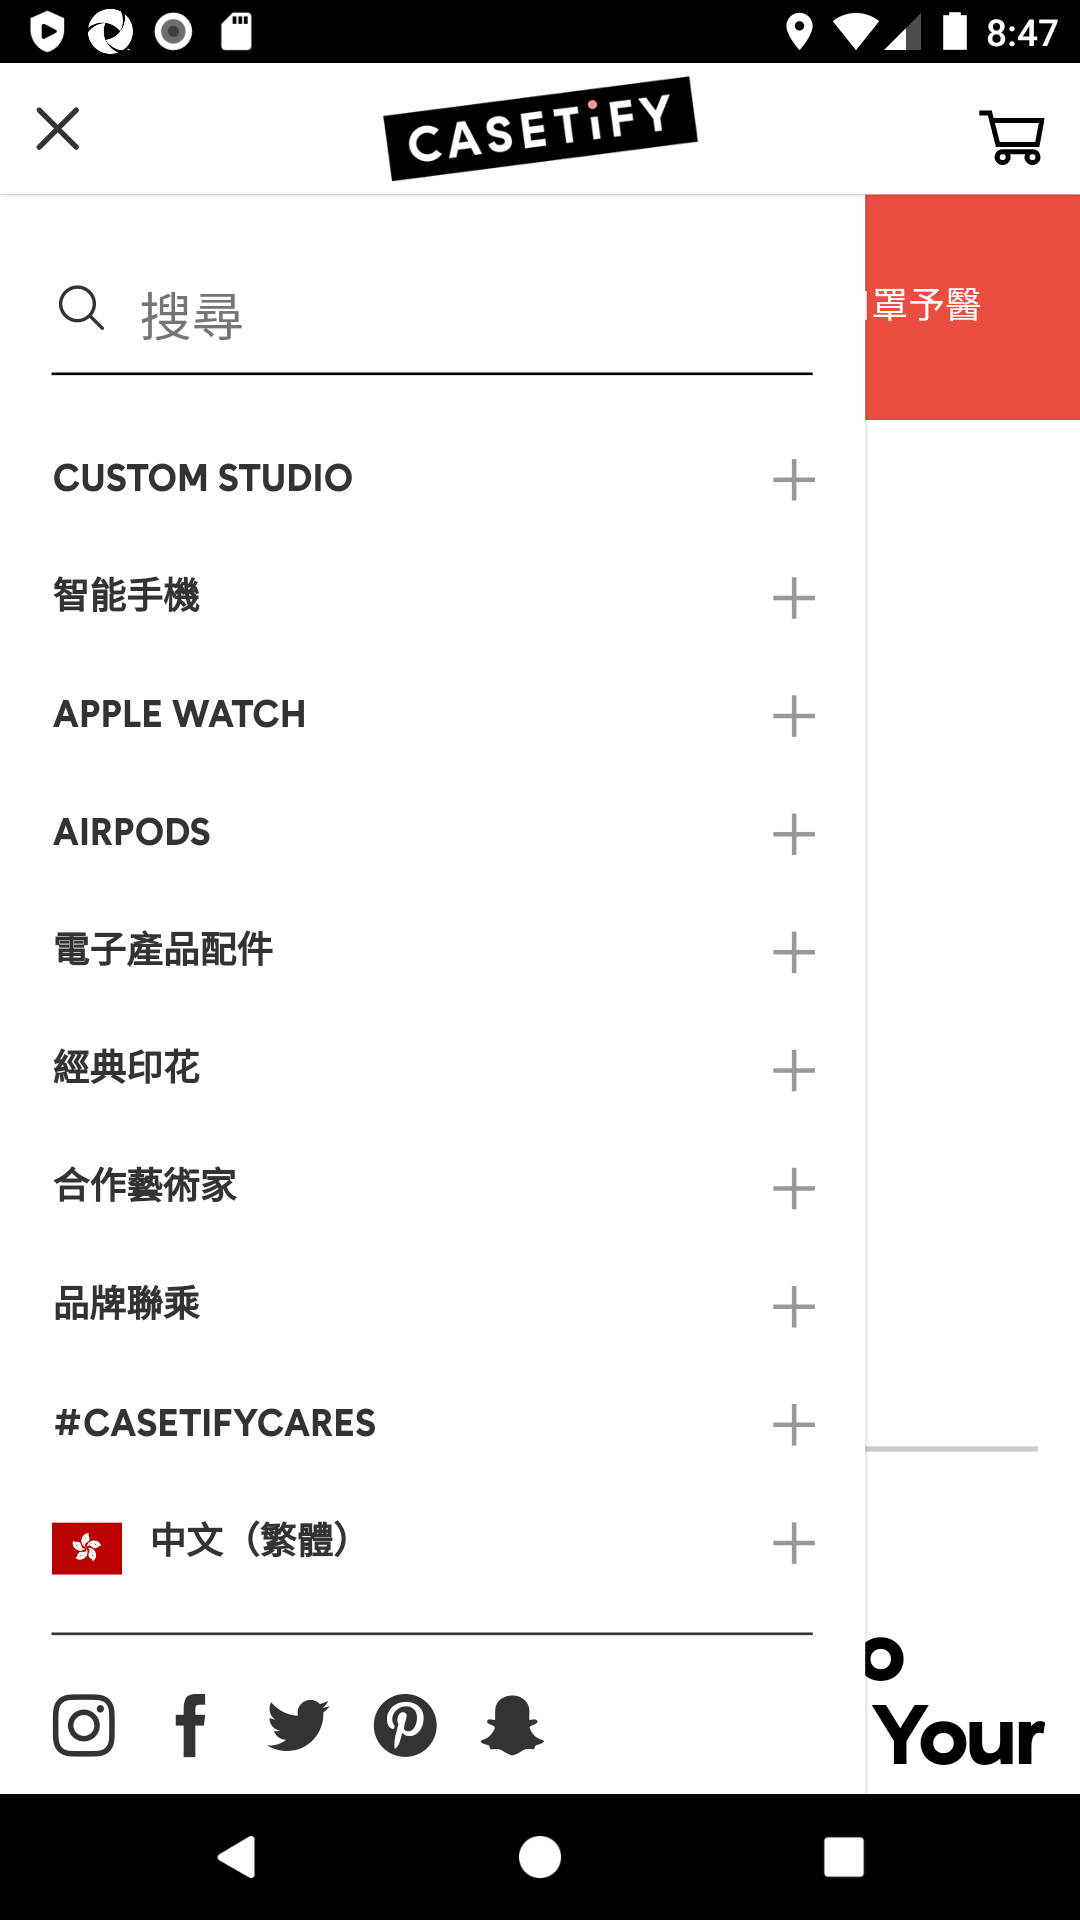 8:47
CASETiFY
搜尋
罩予醫
CUSTOM STUDIO
智能手機
APPLE WATCH
AIRPODS
電子產品配件
經典印花
合作藝術家
品牌聯乘
#CASETIFYCARES
中文（繁體）
o
Your